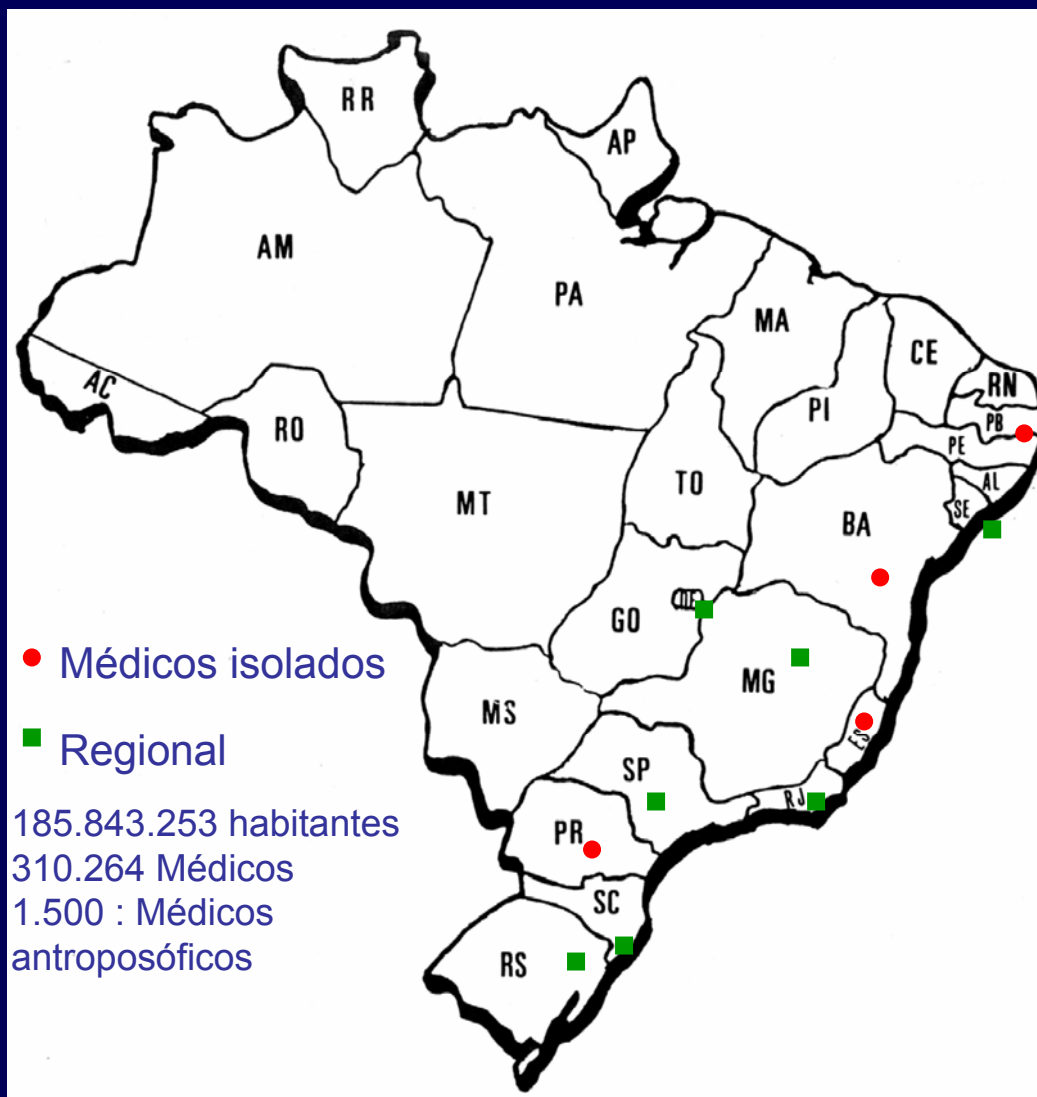 RR
AP
AM
PA
MA
CE
RN
AC
PI
PB
RO
PE
TO
AL
MT
SE
BA
DF
GO
Médicos isolados
MG
MS
Regional
ES
SP
RJ
185.843.253 habitantes
PR
310.264 Médicos
SC
1.500 : Médicos
antroposóficos
RS